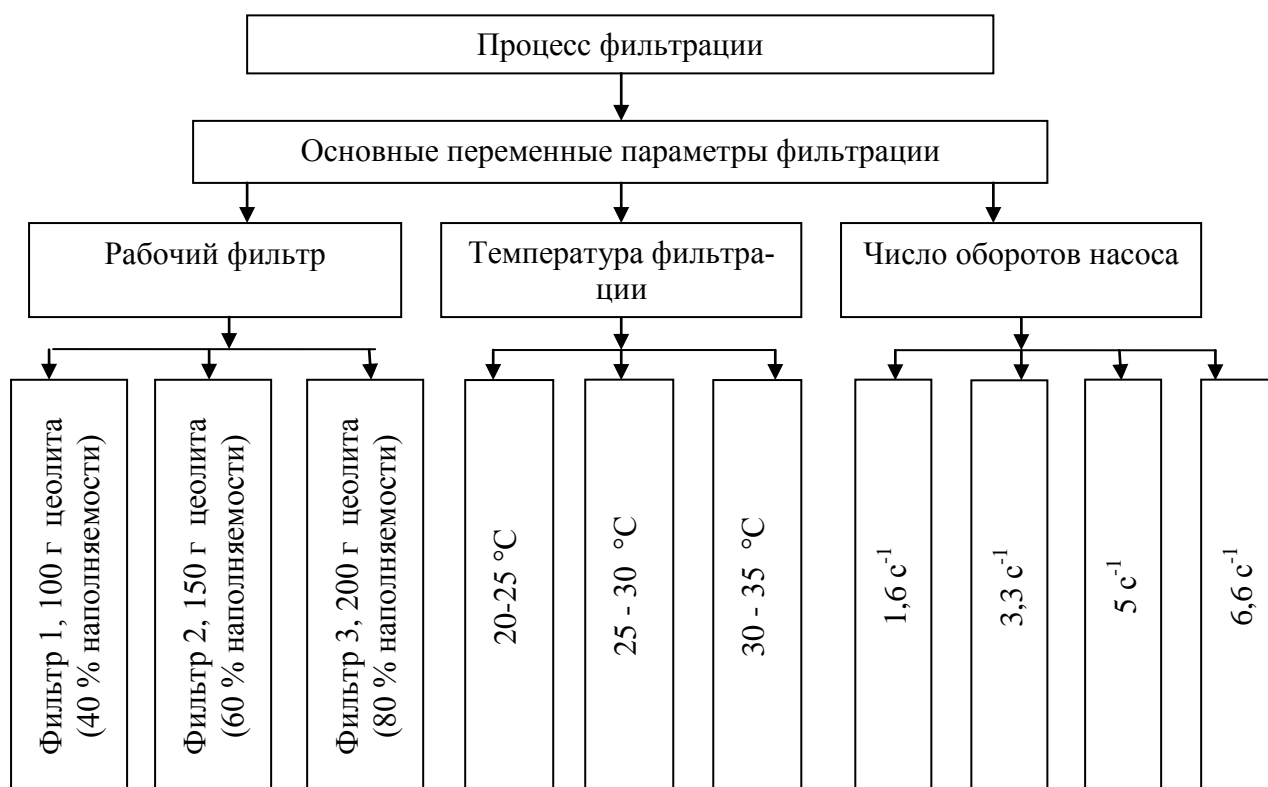 Процесс фильтрации
Основные переменные параметры фильтрации
Рабочий фильтр
Температура фильтра-
ции
Число оборотов насоса
Фильтр 1, 100 г цеолита
(40 % наполняемости)
Фильтр 2, 150 г цеолита
(60 % наполняемости)
Фильтр 3, 200 г цеолита
(80 % наполняемости)
20-25 °С
25 - 30 °С
30 - 35 °С
1,6 с⁻¹
3,3 с⁻¹
5 с⁻¹
6,6 с⁻¹